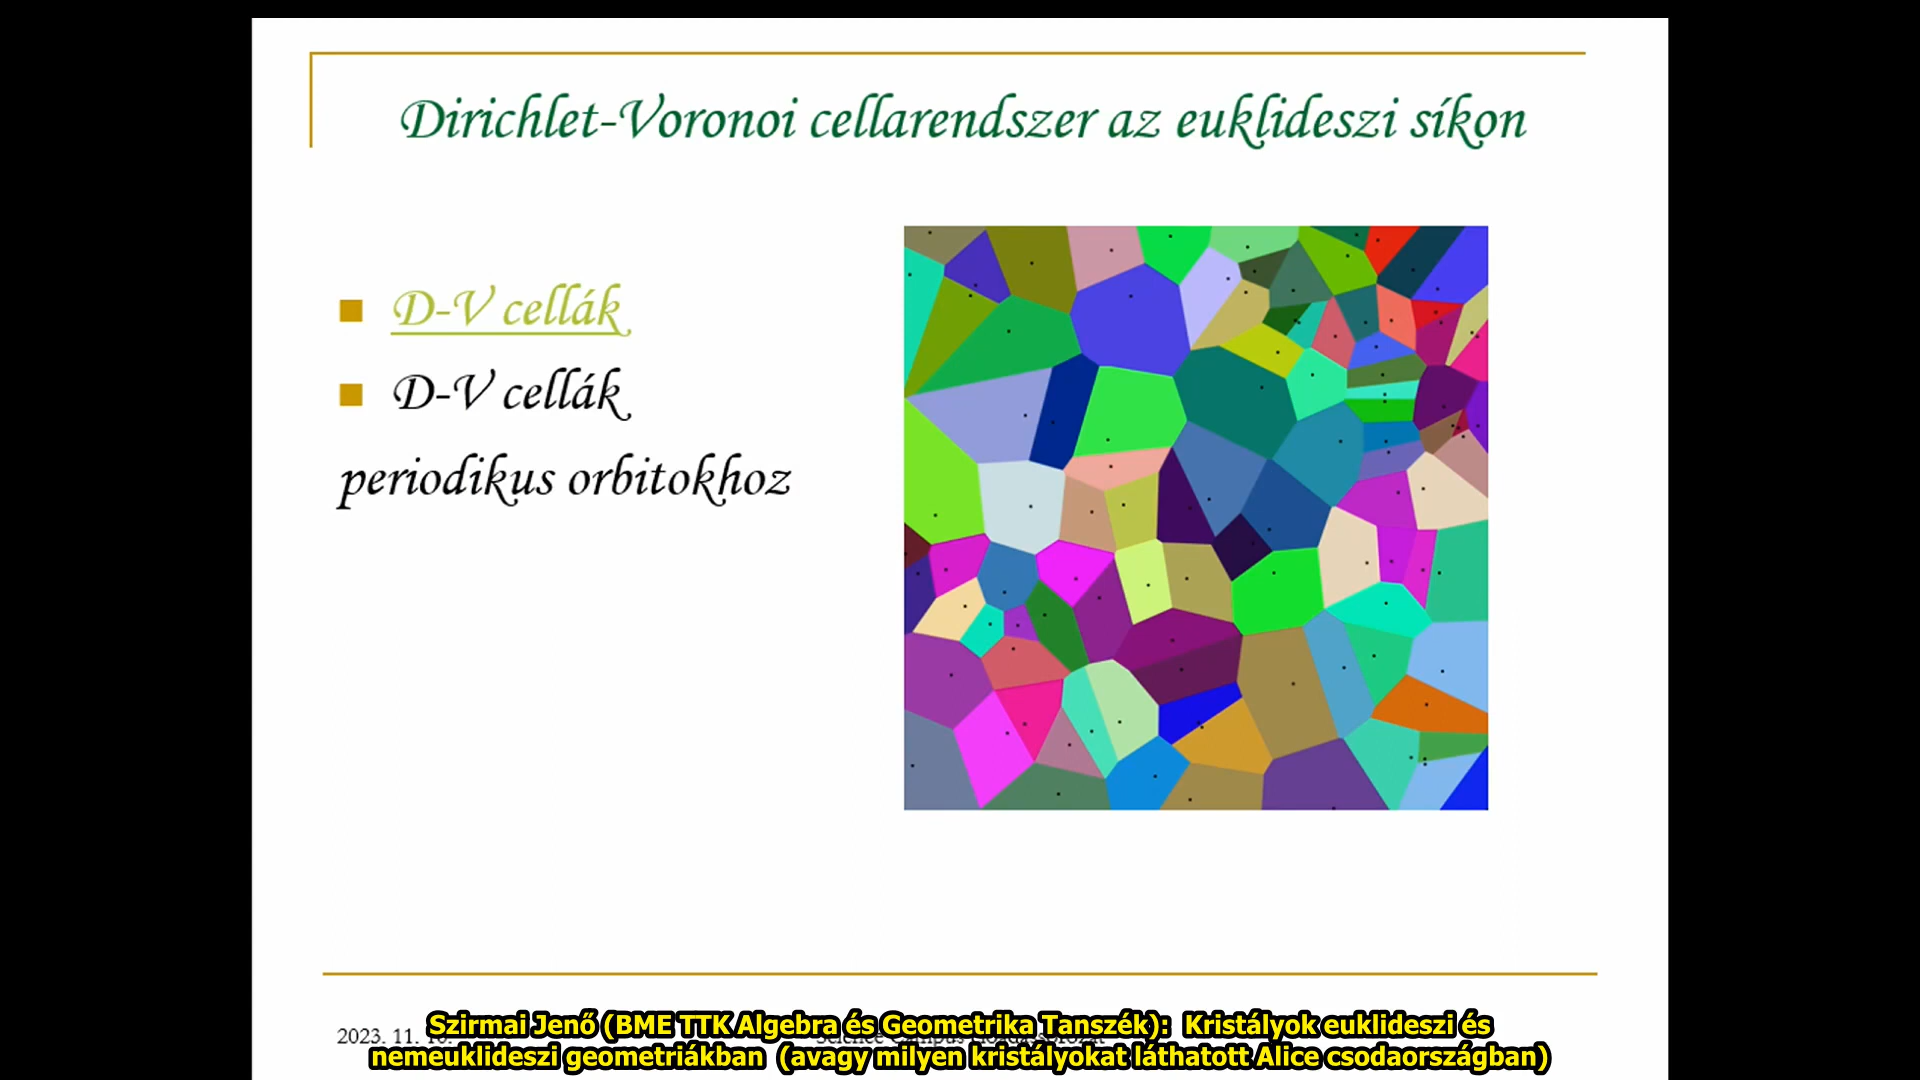 Dirichlet-Voronoi cellarendszer az euklideszi síkon
D-V cellák
D-V cellák
periodikus orbitokhoz
2023. 11.
Szirmai Jenő (BME TTK Algebra és Geometrika Tanszék): Kristályok euklideszi és
nemeuklideszi geometriákban (avagy milyen kristályokat láthatott Alice csodaországban)